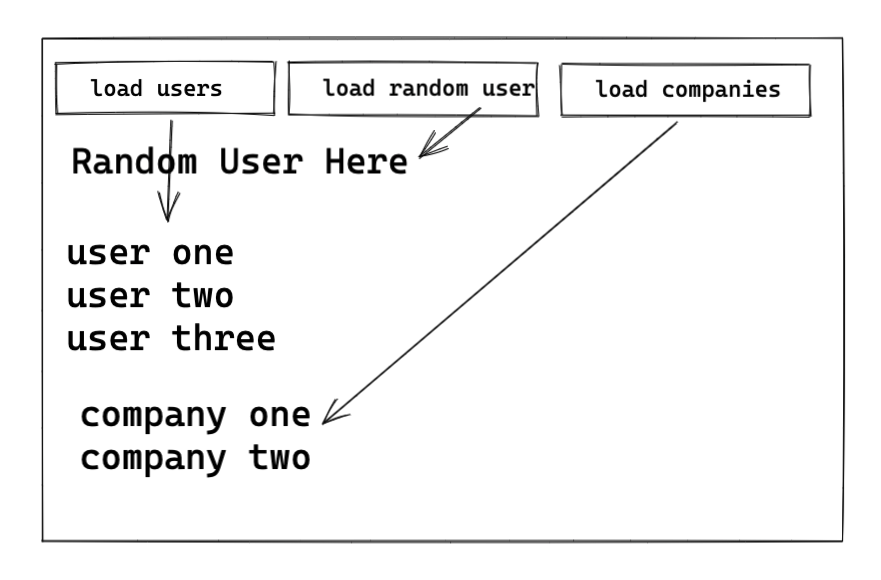 load users
load random user
load companies
Random User Here
user one
user two
user three
company one
company two